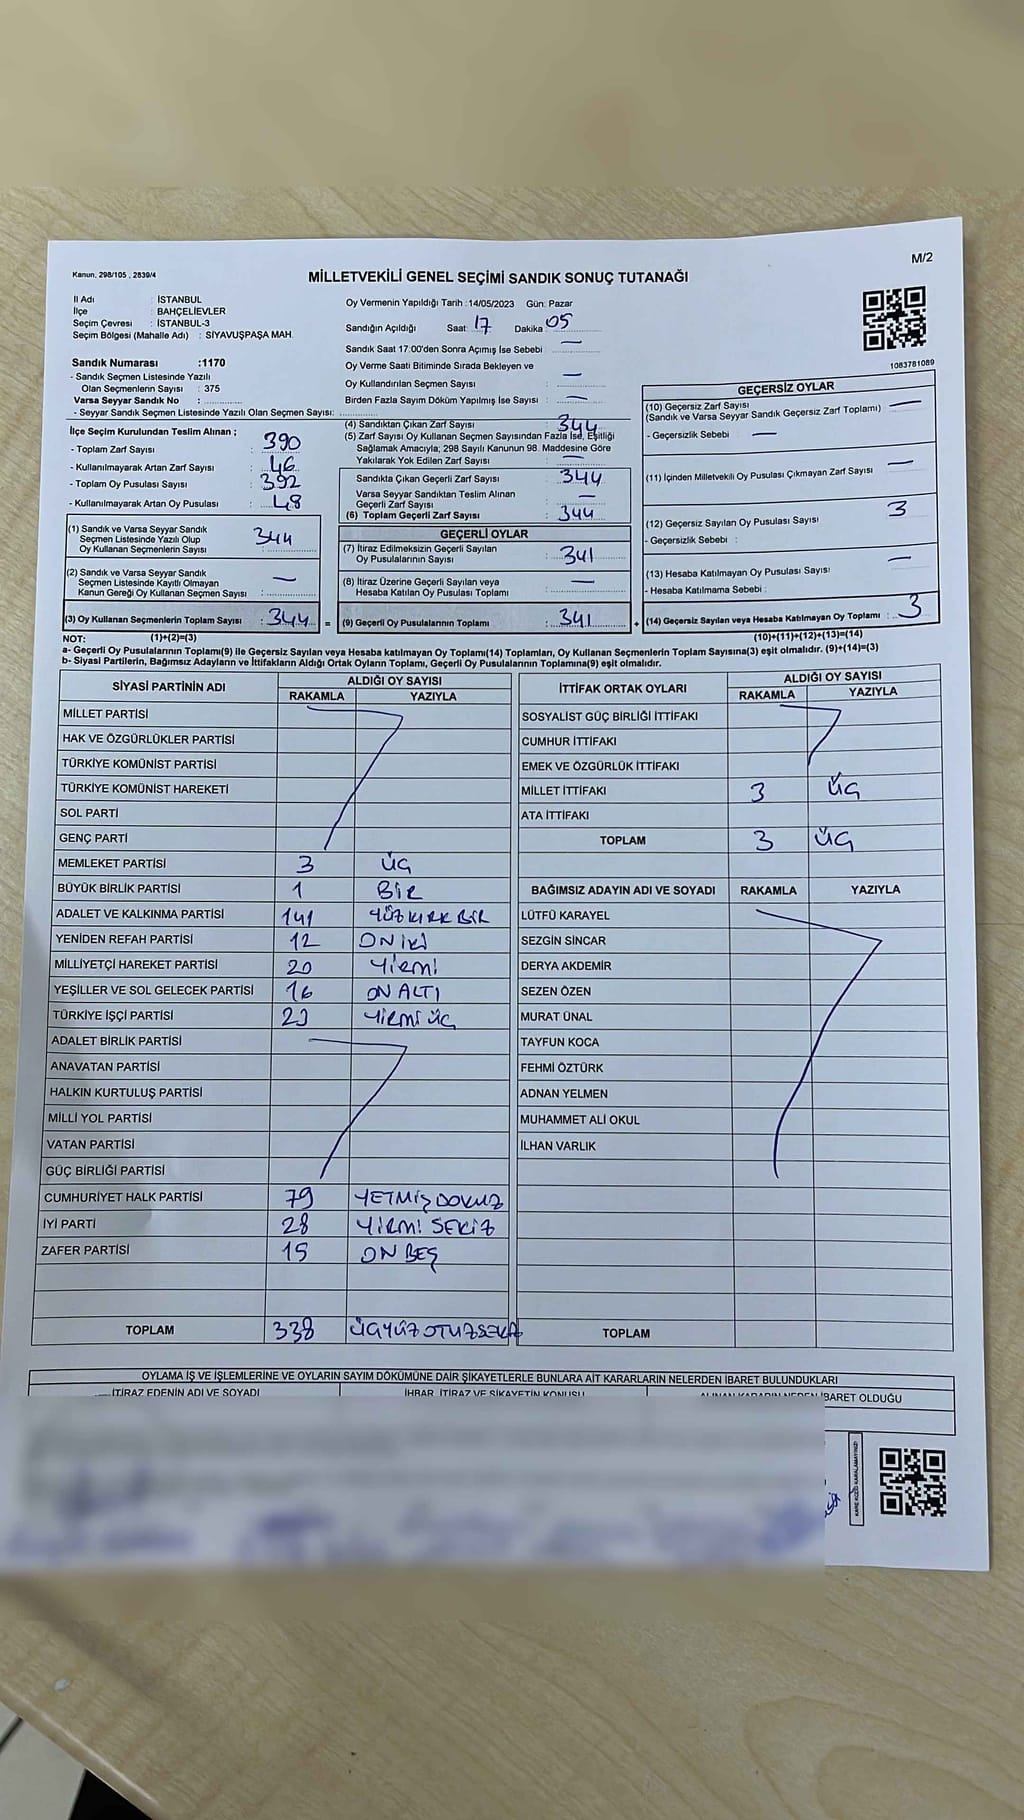 M/2
Kanun, 298/105 , 2839/4
MİLLETVEKİLİ GENEL SEÇİMİ SANDIK SONUÇ TUTANAĞI
İl Adı : İSTANBUL
İlçe : BAHÇELİEVLER
Seçim Çevresi : İSTANBUL-3
Seçim Bölgesi (Mahalle Adı) : SİYAVUŞPAŞA MAH.
Sandık Numarası :1170
- Sandık Seçmen Listesinde Yazılı
Olan Seçmenlerin Sayısı : 375
Varsa Seyyar Sandık No :
- Seyyar Sandık Seçmen Listesinde Yazılı Olan Seçmen Sayısı:
Oy Vermenin Yapıldığı Tarih :14/05/2023 Gün: Pazar
Sandığın Açıldığı Saat: 17 Dakika: 05
Sandık Saat 17:00'den Sonra Açımış İse Sebebi : —
Oy Verme Saati Bitiminde Sırada Bekleyen ve
Oy Kullandırılan Seçmen Sayısı : —
Birden Fazla Sayım Döküm Yapılmış İse Sayısı : —
1083781089
İlçe Seçim Kurulundan Teslim Alınan ;
- Toplam Zarf Sayısı : 390
- Kullanılmayarak Artan Zarf Sayısı : 46
- Toplam Oy Pusulası Sayısı : 392
- Kullanılmayarak Artan Oy Pusulası : 48
(4) Sandıktan Çıkan Zarf Sayısı : 344
(5) Zarf Sayısı Oy Kullanan Seçmen Sayısından Fazla İse, Eşitliği
Sağlamak Amacıyla; 298 Sayılı Kanunun 98. Maddesine Göre
Yakılarak Yok Edilen Zarf Sayısı : —
Sandıkta Çıkan Geçerli Zarf Sayısı : 344
Varsa Seyyar Sandıktan Teslim Alınan
Geçerli Zarf Sayısı : —
(6) Toplam Geçerli Zarf Sayısı : 344
GEÇERSİZ OYLAR
(10) Geçersiz Zarf Sayısı : —
(Sandık ve Varsa Seyyar Sandık Geçersiz Zarf Toplamı)
- Geçersizlik Sebebi : —
(11) İçinden Milletvekili Oy Pusulası Çıkmayan Zarf Sayısı : —
(12) Geçersiz Sayılan Oy Pusulası Sayısı : 3
- Geçersizlik Sebebi :
(13) Hesaba Katılmayan Oy Pusulası Sayısı : —
- Hesaba Katılmama Sebebi :
(1) Sandık ve Varsa Seyyar Sandık
Seçmen Listesinde Yazılı Olup
Oy Kullanan Seçmenlerin Sayısı : 344
(2) Sandık ve Varsa Seyyar Sandık
Seçmen Listesinde Kayıtlı Olmayan
Kanun Gereği Oy Kullanan Seçmen Sayısı : —
GEÇERLİ OYLAR
(7) İtiraz Edilmeksizin Geçerli Sayılan
Oy Pusulalarının Sayısı : 341
(8) İtiraz Üzerine Geçerli Sayılan veya
Hesaba Katılan Oy Pusulası Toplamı : —
(3) Oy Kullanan Seçmenlerin Toplam Sayısı : 344 = (9) Geçerli Oy Pusulalarının Toplamı : 341 + (14) Geçersiz Sayılan veya Hesaba Katılmayan Oy Toplamı : 3
NOT: (1)+(2)=(3) (10)+(11)+(12)+(13)=(14)
a- Geçerli Oy Pusulalarının Toplamı(9) ile Geçersiz Sayılan veya Hesaba katılmayan Oy Toplamı(14) Toplamları, Oy Kullanan Seçmenlerin Toplam Sayısına(3) eşit olmalıdır. (9)+(14)=(3)
b- Siyasi Partilerin, Bağımsız Adayların ve İttifakların Aldığı Ortak Oyların Toplamı, Geçerli Oy Pusulalarının Toplamına(9) eşit olmalıdır.
SİYASİ PARTİNİN ADI ALDIĞI OY SAYISI
RAKAMLA YAZIYLA
MİLLET PARTİSİ
HAK VE ÖZGÜRLÜKLER PARTİSİ
TÜRKİYE KOMÜNİST PARTİSİ
TÜRKİYE KOMÜNİST HAREKETİ
SOL PARTİ
GENÇ PARTİ
MEMLEKET PARTİSİ 3 ÜÇ
BÜYÜK BİRLİK PARTİSİ 1 BİR
ADALET VE KALKINMA PARTİSİ 141 YÜZ KIRK BİR
YENİDEN REFAH PARTİSİ 12 ON İKİ
MİLLİYETÇİ HAREKET PARTİSİ 20 YİRMİ
YEŞİLLER VE SOL GELECEK PARTİSİ 16 ON ALTI
TÜRKİYE İŞÇİ PARTİSİ 23 YİRMİ ÜÇ
ADALET BİRLİK PARTİSİ
ANAVATAN PARTİSİ
HALKIN KURTULUŞ PARTİSİ
MİLLİ YOL PARTİSİ
VATAN PARTİSİ
GÜÇ BİRLİĞİ PARTİSİ
CUMHURİYET HALK PARTİSİ 79 YETMİŞ DOKUZ
İYİ PARTİ 28 YİRMİ SEKİZ
ZAFER PARTİSİ 15 ON BEŞ
TOPLAM 338 ÜÇYÜZ OTUZSEKİZ
İTTİFAK ORTAK OYLARI ALDIĞI OY SAYISI
RAKAMLA YAZIYLA
SOSYALİST GÜÇ BİRLİĞİ İTTİFAKI
CUMHUR İTTİFAKI
EMEK VE ÖZGÜRLÜK İTTİFAKI
MİLLET İTTİFAKI 3 ÜÇ
ATA İTTİFAKI
TOPLAM 3 ÜÇ
BAĞIMSIZ ADAYIN ADI VE SOYADI RAKAMLA YAZIYLA
LÜTFÜ KARAYEL
SEZGİN SİNCAR
DERYA AKDEMİR
SEZEN ÖZEN
MURAT ÜNAL
TAYFUN KOCA
FEHMİ ÖZTÜRK
ADNAN YELMEN
MUHAMMET ALİ OKUL
İLHAN VARLIK
TOPLAM
OYLAMA İŞ VE İŞLEMLERİNE VE OYLARIN SAYIM DÖKÜMÜNE DAİR ŞİKAYETLERLE BUNLARA AİT KARARLARIN NELERDEN İBARET BULUNDUKLARI
İTİRAZ EDENİN ADI VE SOYADI İHBAR, İTİRAZ VE ŞİKAYETİN KONUSU ALINAN KARARIN NEDEN İBARET OLDUĞU
KARE KODU KARALAMAYINIZ!